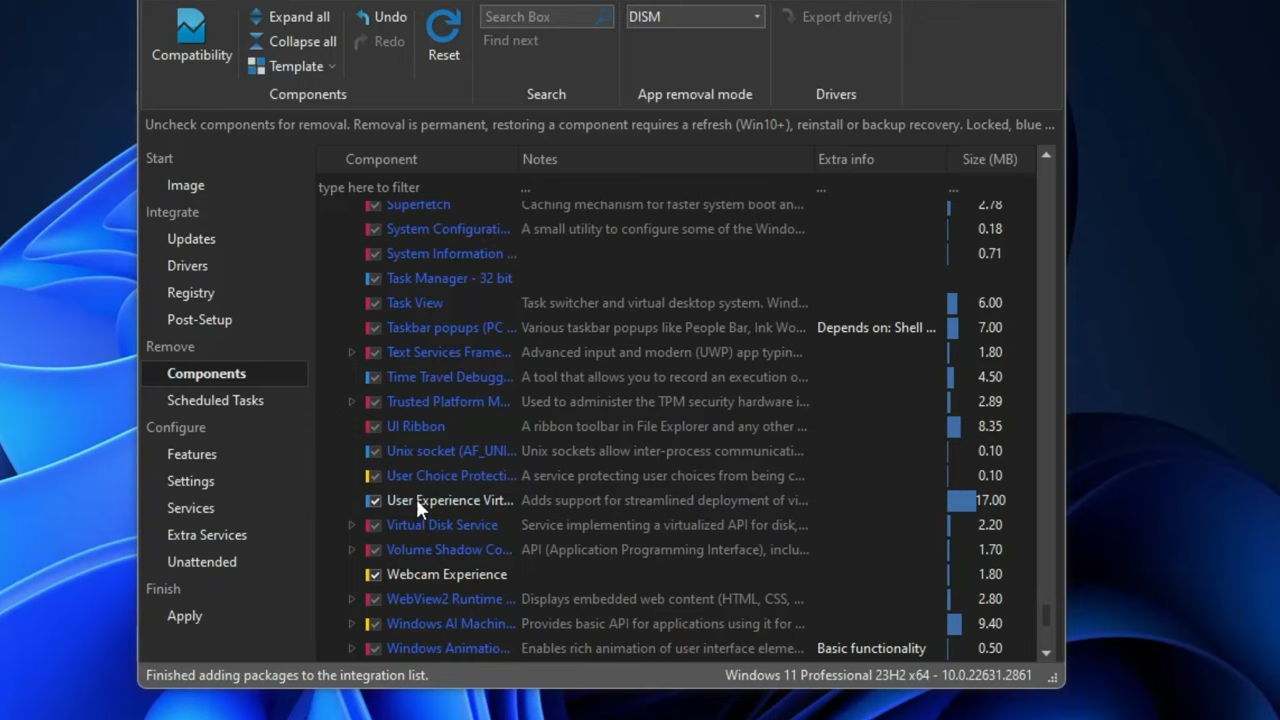 Compatibility
Expand all
Collapse all
Template
Components
Undo
Redo
Reset
Search Box
Find next
Search
DISM
App removal mode
Export driver(s)
Drivers
Uncheck components for removal. Removal is permanent, restoring a component requires a refresh (Win10+), reinstall or backup recovery. Locked, blue ...
Start
Image
Integrate
Updates
Drivers
Registry
Post-Setup
Remove
Components
Scheduled Tasks
Configure
Features
Settings
Services
Extra Services
Unattended
Finish
Apply
Component Notes Extra info Size (MB)
type here to filter ... ... ...
Superfetch Caching mechanism for faster system boot an... 2.78
System Configurati... A small utility to configure some of the Windo... 0.18
System Information ... 0.71
Task Manager - 32 bit
Task View Task switcher and virtual desktop system. Wind... 6.00
Taskbar popups (PC ... Various taskbar popups like People Bar, Ink Wo... Depends on: Shell ... 7.00
Text Services Frame... Advanced input and modern (UWP) app typin... 1.80
Time Travel Debugg... A tool that allows you to record an execution o... 4.50
Trusted Platform M... Used to administer the TPM security hardware i... 2.89
UI Ribbon A ribbon toolbar in File Explorer and any other ... 8.35
Unix socket (AF_UNI... Unix sockets allow inter-process communicati... 0.10
User Choice Protecti... A service protecting user choices from being c... 0.10
User Experience Virt... Adds support for streamlined deployment of vi... 17.00
Virtual Disk Service Service implementing a virtualized API for disk,... 2.20
Volume Shadow Co... API (Application Programming Interface), inclu... 1.70
Webcam Experience 1.80
WebView2 Runtime ... Displays embedded web content (HTML, CSS, ... 2.80
Windows AI Machin... Provides basic API for applications using it for ... 9.40
Windows Animatio... Enables rich animation of user interface eleme... Basic functionality 0.50
Finished adding packages to the integration list. Windows 11 Professional 23H2 x64 - 10.0.22631.2861